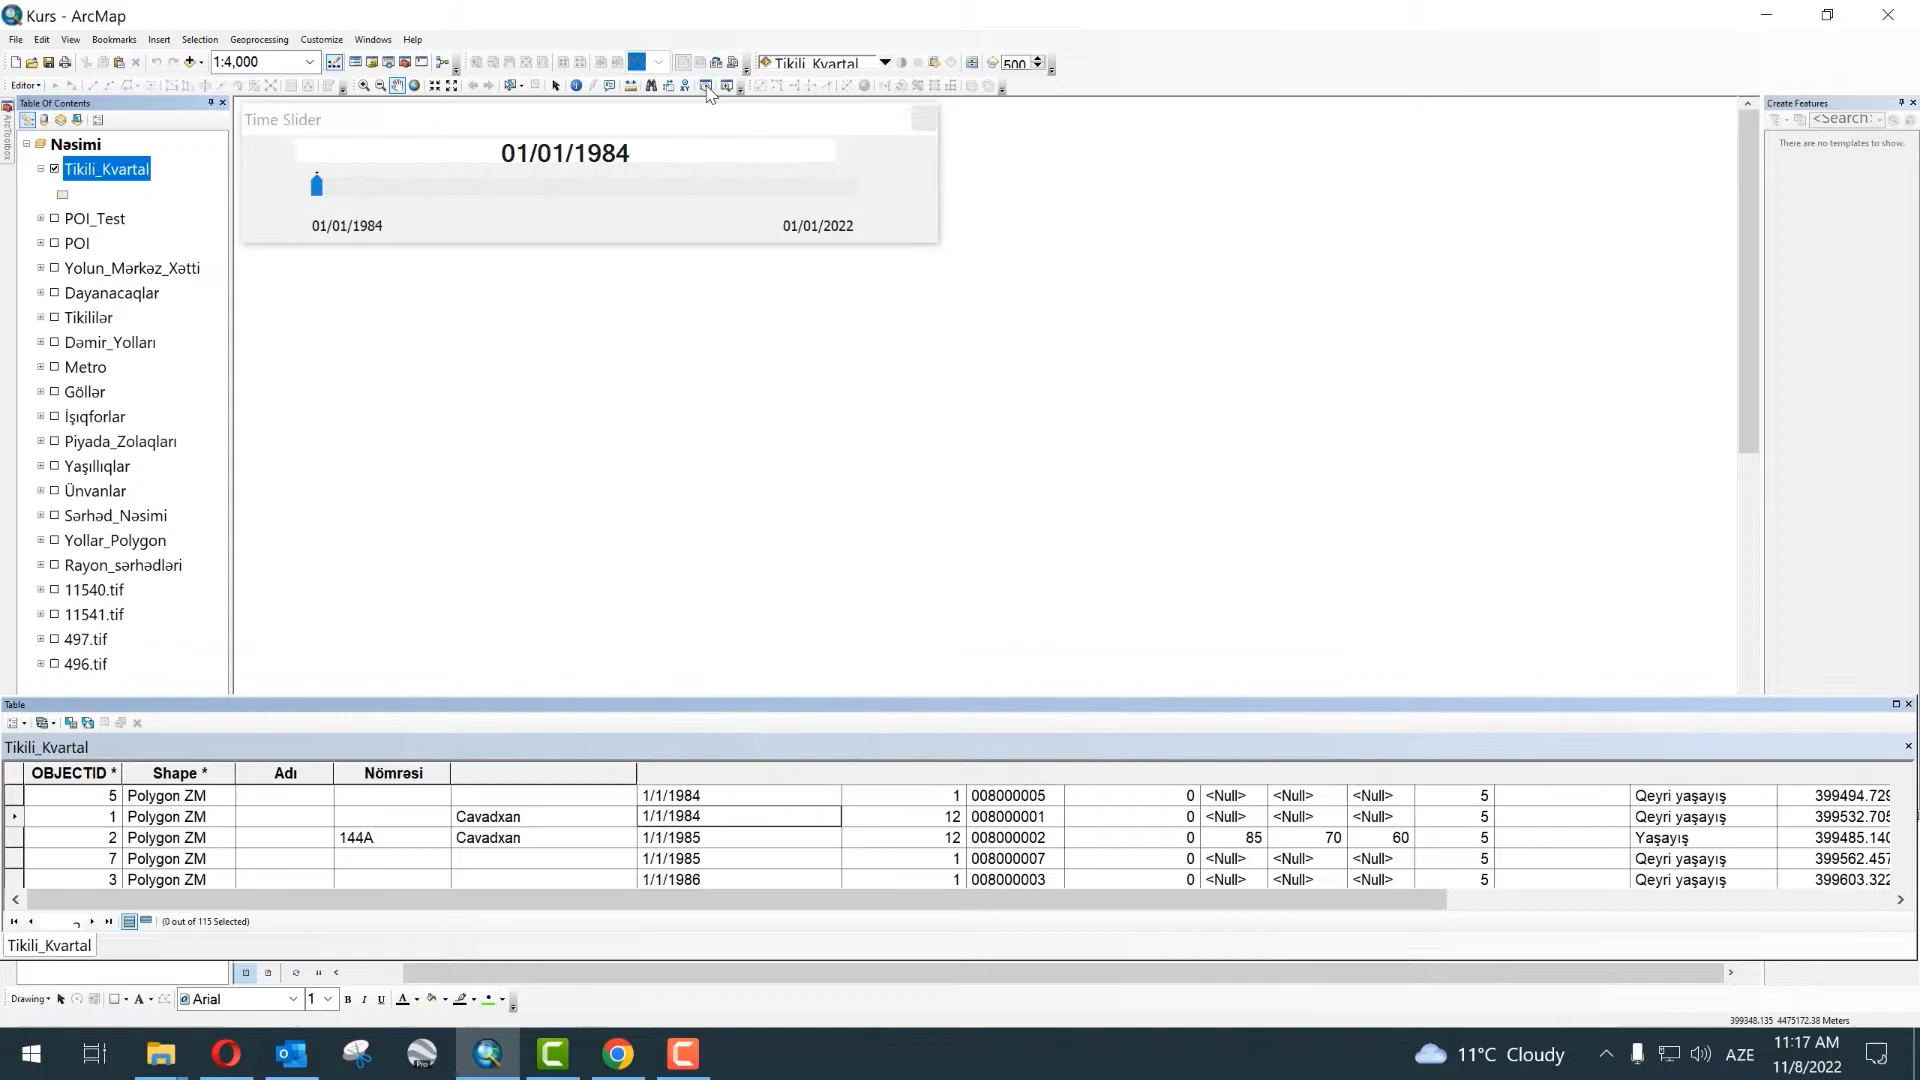 Kurs - ArcMap
File Edit View Bookmarks Insert Selection Geoprocessing Customize Windows Help
1:4,000 Tikili_Kvartal 500
Editor
Table Of Contents
Create Features
<Search:
There are no templates to show.
ArcToolbox
Nəsimi
Tikili_Kvartal
POI_Test
POI
Yolun_Mərkəz_Xətti
Dayanacaqlar
Tikililər
Dəmir_Yolları
Metro
Göllər
İşıqforlar
Piyada_Zolaqları
Yaşıllıqlar
Ünvanlar
Sərhəd_Nəsimi
Yollar_Polygon
Rayon_sərhədləri
11540.tif
11541.tif
497.tif
496.tif
Time Slider
01/01/1984
01/01/1984 01/01/2022
Table
Tikili_Kvartal
OBJECTID * Shape * Adı Nömrəsi
5 Polygon ZM 1/1/1984 1 008000005 0 <Null> <Null> <Null> 5 Qeyri yaşayış 399494.729
1 Polygon ZM Cavadxan 1/1/1984 12 008000001 0 <Null> <Null> <Null> 5 Qeyri yaşayış 399532.705
2 Polygon ZM 144A Cavadxan 1/1/1985 12 008000002 0 85 70 60 5 Yaşayış 399485.140
7 Polygon ZM 1/1/1985 1 008000007 0 <Null> <Null> <Null> 5 Qeyri yaşayış 399562.457
3 Polygon ZM 1/1/1986 1 008000003 0 <Null> <Null> <Null> 5 Qeyri yaşayış 399603.322
(0 out of 115 Selected)
Tikili_Kvartal
Drawing A Arial 1 B I U A
399348.135 4475172.38 Meters
11°C Cloudy AZE 11:17 AM
11/8/2022